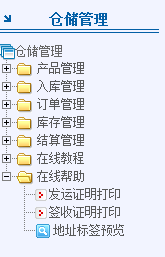 仓储管理
仓储管理
产品管理
入库管理
订单管理
库存管理
结算管理
在线教程
在线帮助
发运证明打印
签收证明打印
地址标签预览